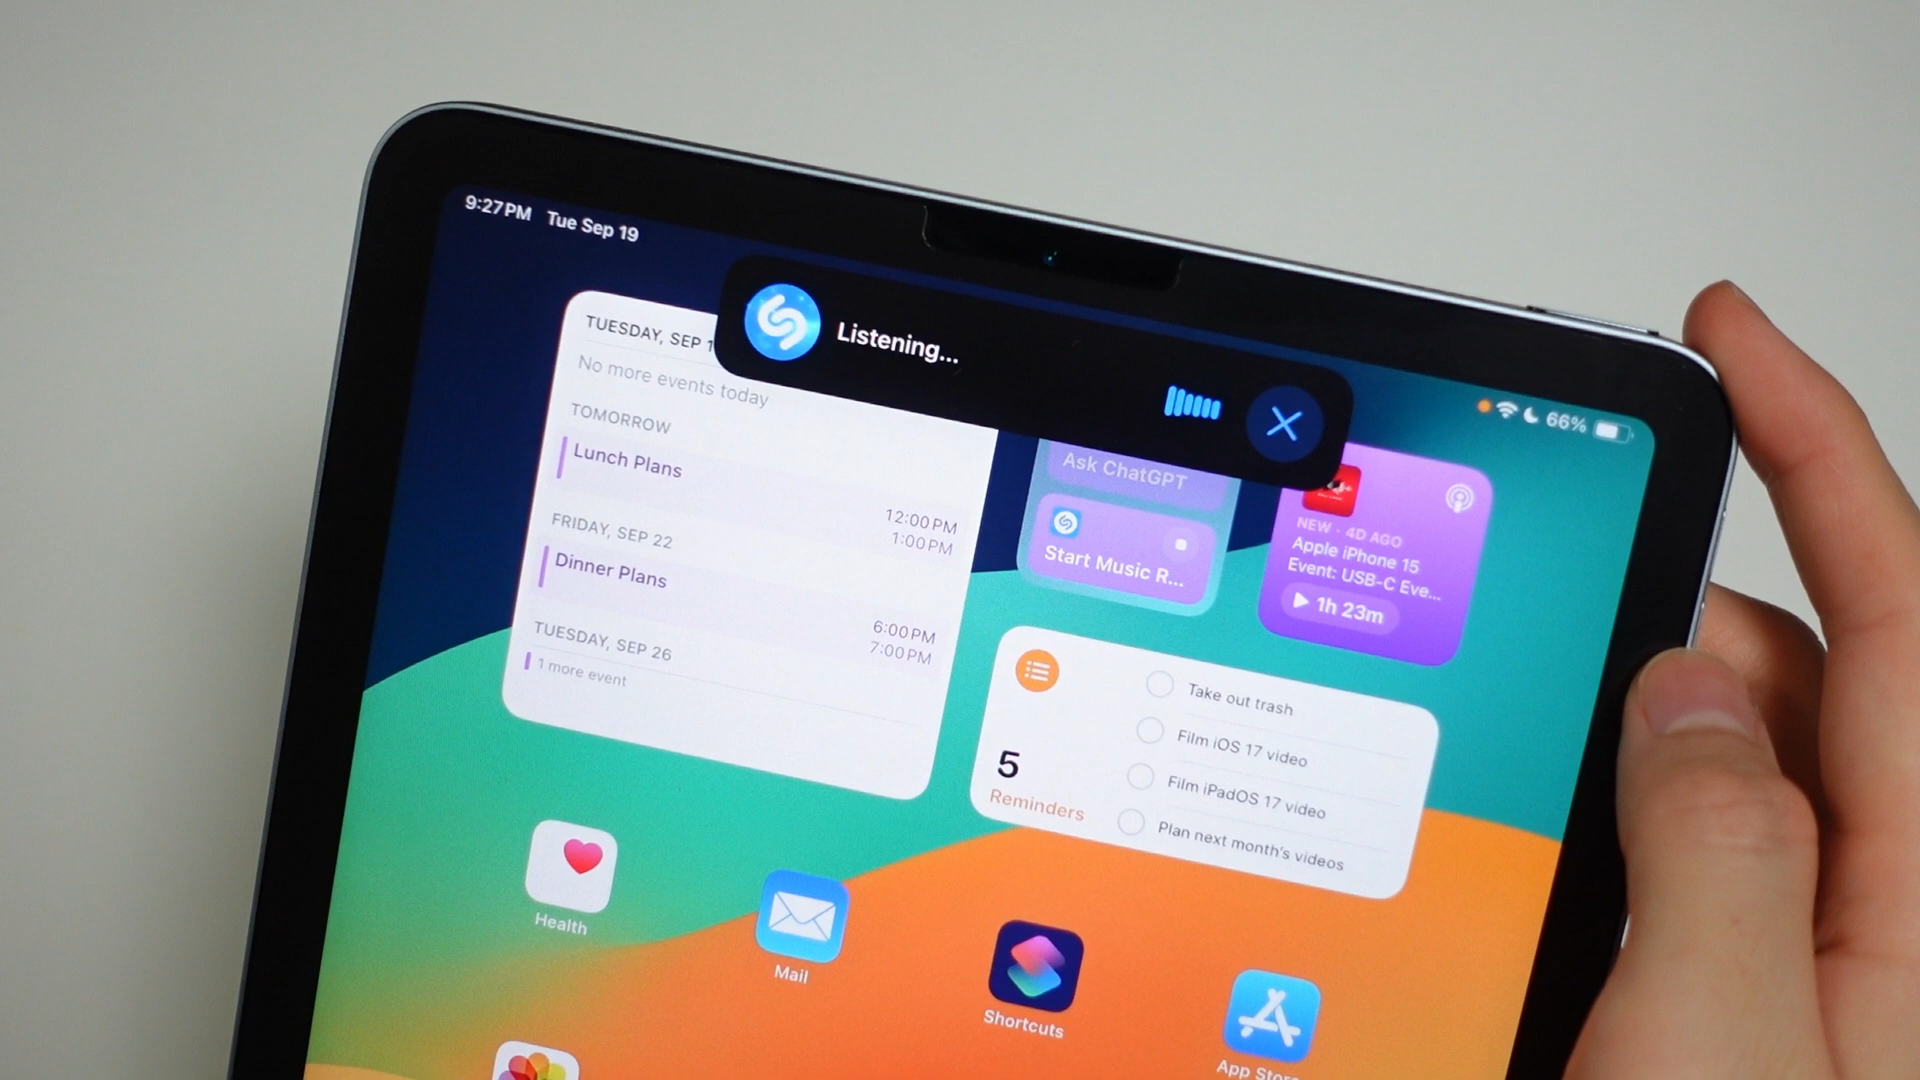 9:27 PM Tue Sep 19
66%
Listening...
TUESDAY, SEP 1
No more events today
TOMORROW
Lunch Plans
12:00 PM
1:00 PM
FRIDAY, SEP 22
Dinner Plans
6:00 PM
7:00 PM
TUESDAY, SEP 26
1 more event
Ask ChatGPT
Start Music R...
NEW · 4D AGO
Apple iPhone 15
Event: USB-C Eve...
1h 23m
5
Reminders
Take out trash
Film iOS 17 video
Film iPadOS 17 video
Plan next month's videos
Health
Mail
Shortcuts
App Store